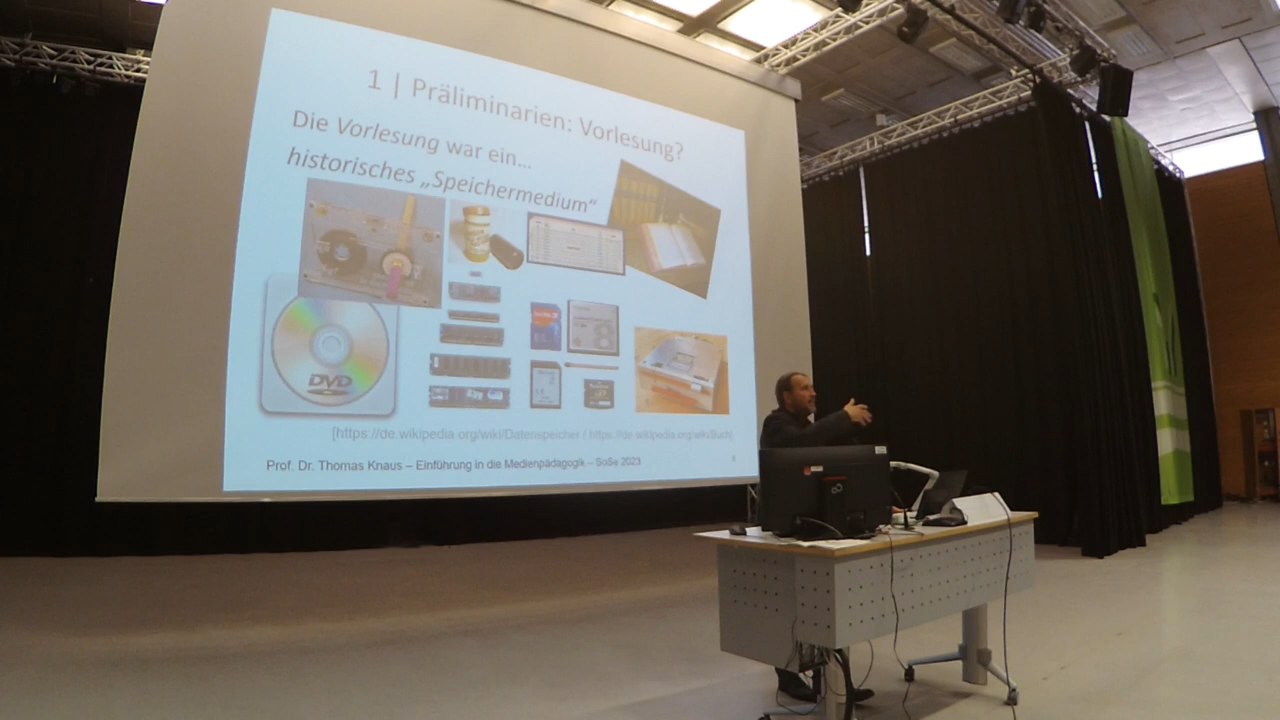 1 | Präliminarien: Vorlesung?
Die Vorlesung war ein...
historisches „Speichermedium“
DVD
[https://de.wikipedia.org/wiki/Datenspeicher / https://de.wikipedia.org/wiki/Buch]
Prof. Dr. Thomas Knaus – Einführung in die Medienpädagogik – SoSe 2023